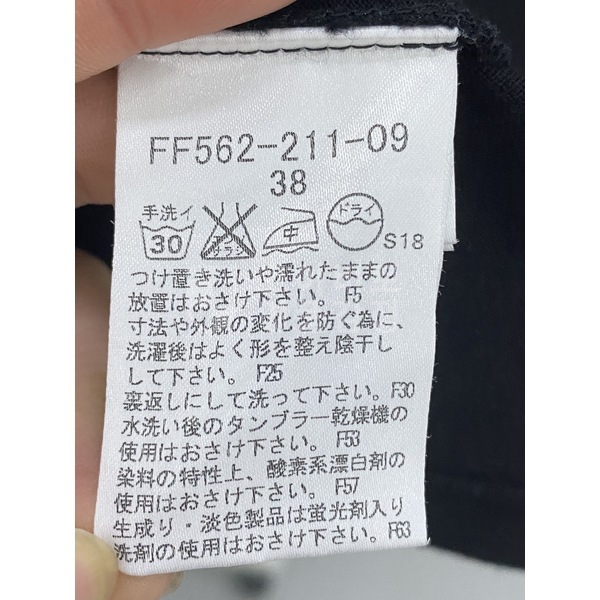 FF562-211-09
38
手洗イ ドライ
30 エンソサラシ 中 S18
つけ置き洗いや濡れたままの
放置はおさけ下さい。 F5
寸法や外観の変化を防ぐ為に、
洗濯後はよく形を整え陰干し
して下さい。 F25
裏返しにして洗って下さい。 F30
水洗い後のタンブラー乾燥機の
使用はおさけ下さい。 F53
染料の特性上、酸素系漂白剤の
使用はおさけ下さい。 F57
生成り・淡色製品は蛍光剤入り
洗剤の使用はおさけ下さい。 F63